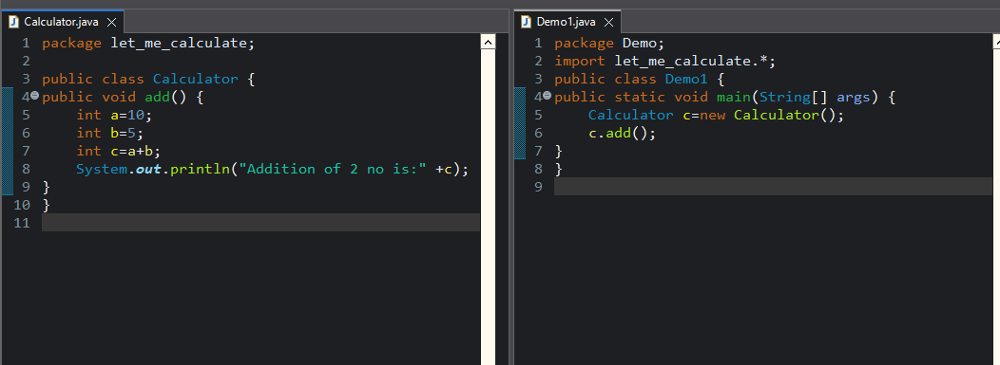 Calculator.java
1 package let_me_calculate;
2
3 public class Calculator {
4 public void add() {
5     int a=10;
6     int b=5;
7     int c=a+b;
8     System.out.println("Addition of 2 no is:" +c);
9 }
10 }
11
Demo1.java
1 package Demo;
2 import let_me_calculate.*;
3 public class Demo1 {
4 public static void main(String[] args) {
5     Calculator c=new Calculator();
6     c.add();
7 }
8 }
9